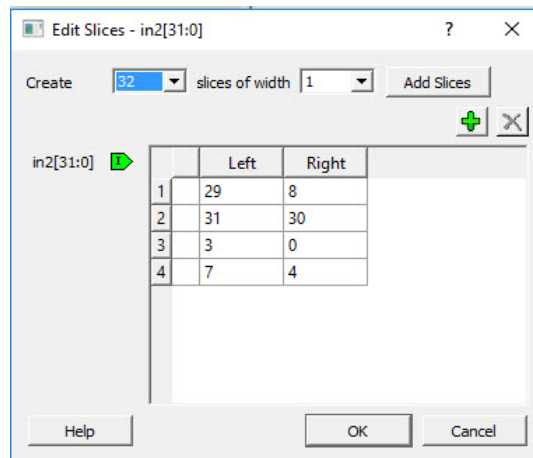 Edit Slices - in2[31:0] ? ×
Create 32 slices of width 1 Add Slices
in2[31:0] I
Left Right
1 29 8
2 31 30
3 3 0
4 7 4
Help OK Cancel